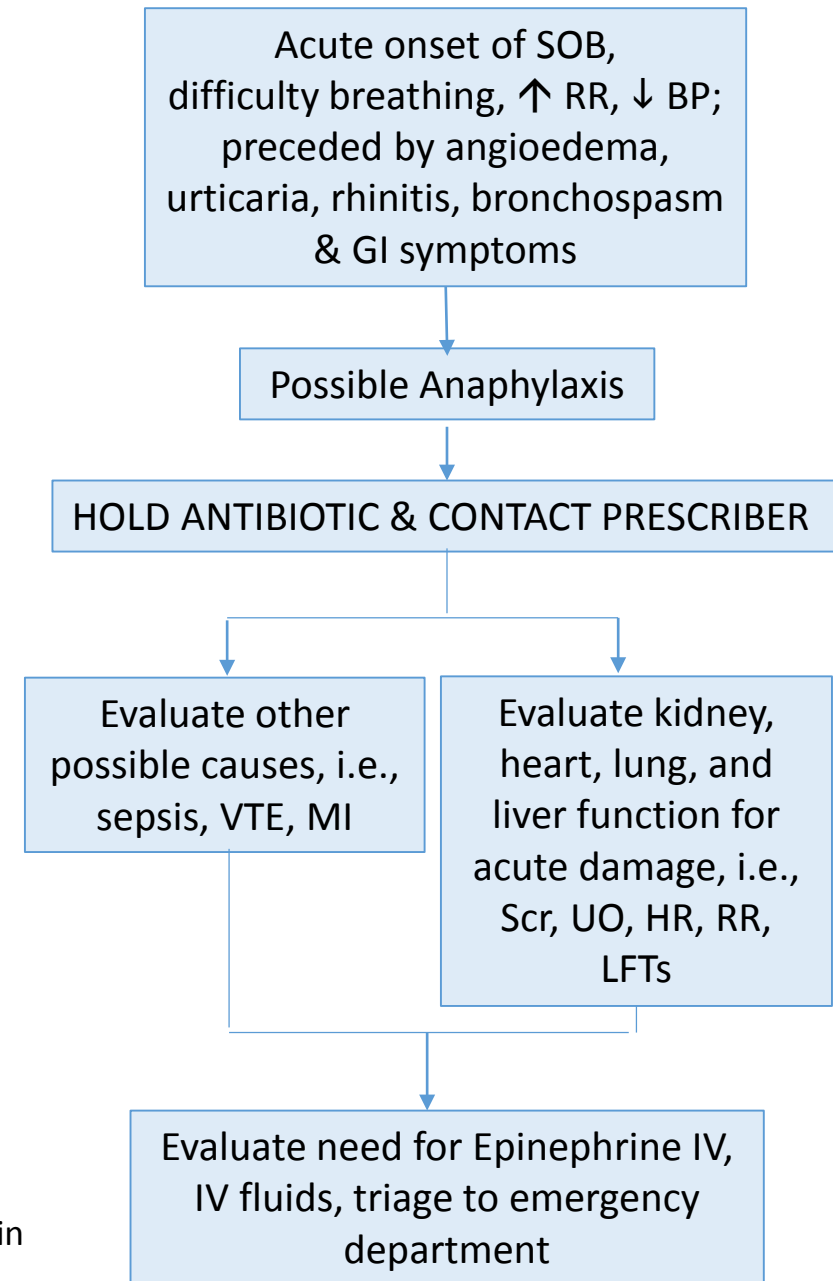 Acute onset of SOB,
difficulty breathing, ↑ RR, ↓ BP;
preceded by angioedema,
urticaria, rhinitis, bronchospasm
& GI symptoms
Possible Anaphylaxis
HOLD ANTIBIOTIC & CONTACT PRESCRIBER
Evaluate other
possible causes, i.e.,
sepsis, VTE, MI
Evaluate kidney,
heart, lung, and
liver function for
acute damage, i.e.,
Scr, UO, HR, RR,
LFTs
Evaluate need for Epinephrine IV,
IV fluids, triage to emergency
department
in